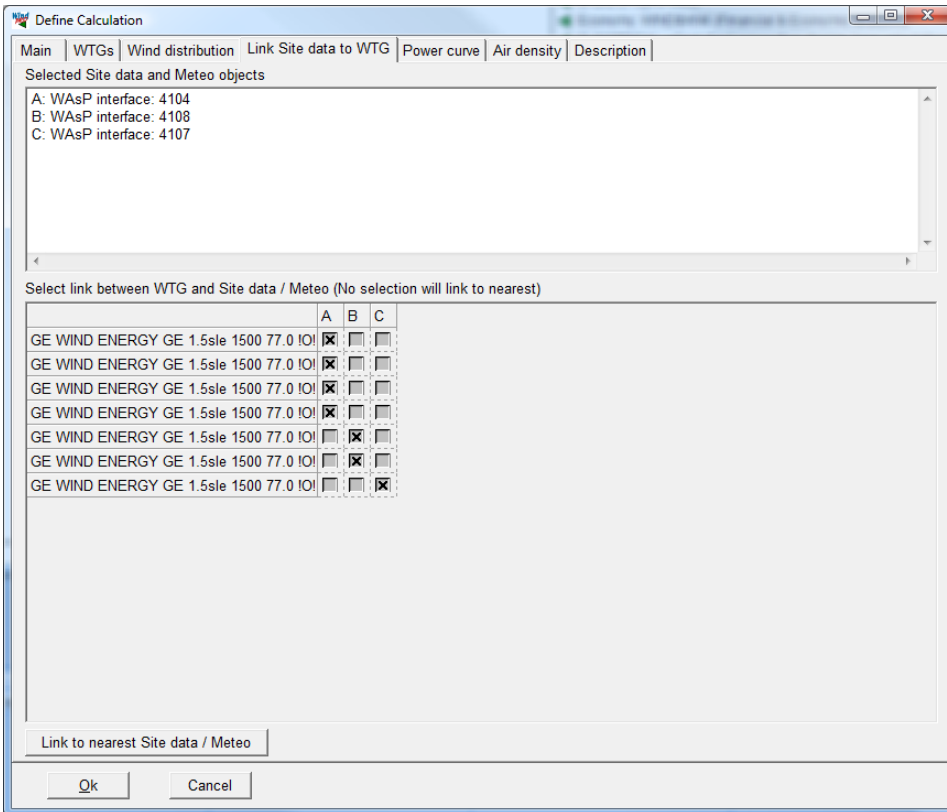 Define Calculation
Main WTGs Wind distribution Link Site data to WTG Power curve Air density Description
Selected Site data and Meteo objects
A: WAsP interface: 4104
B: WAsP interface: 4108
C: WAsP interface: 4107
Select link between WTG and Site data / Meteo (No selection will link to nearest)
A B C
GE WIND ENERGY GE 1.5sle 1500 77.0 !O!
GE WIND ENERGY GE 1.5sle 1500 77.0 !O!
GE WIND ENERGY GE 1.5sle 1500 77.0 !O!
GE WIND ENERGY GE 1.5sle 1500 77.0 !O!
GE WIND ENERGY GE 1.5sle 1500 77.0 !O!
GE WIND ENERGY GE 1.5sle 1500 77.0 !O!
GE WIND ENERGY GE 1.5sle 1500 77.0 !O!
Link to nearest Site data / Meteo
Ok Cancel